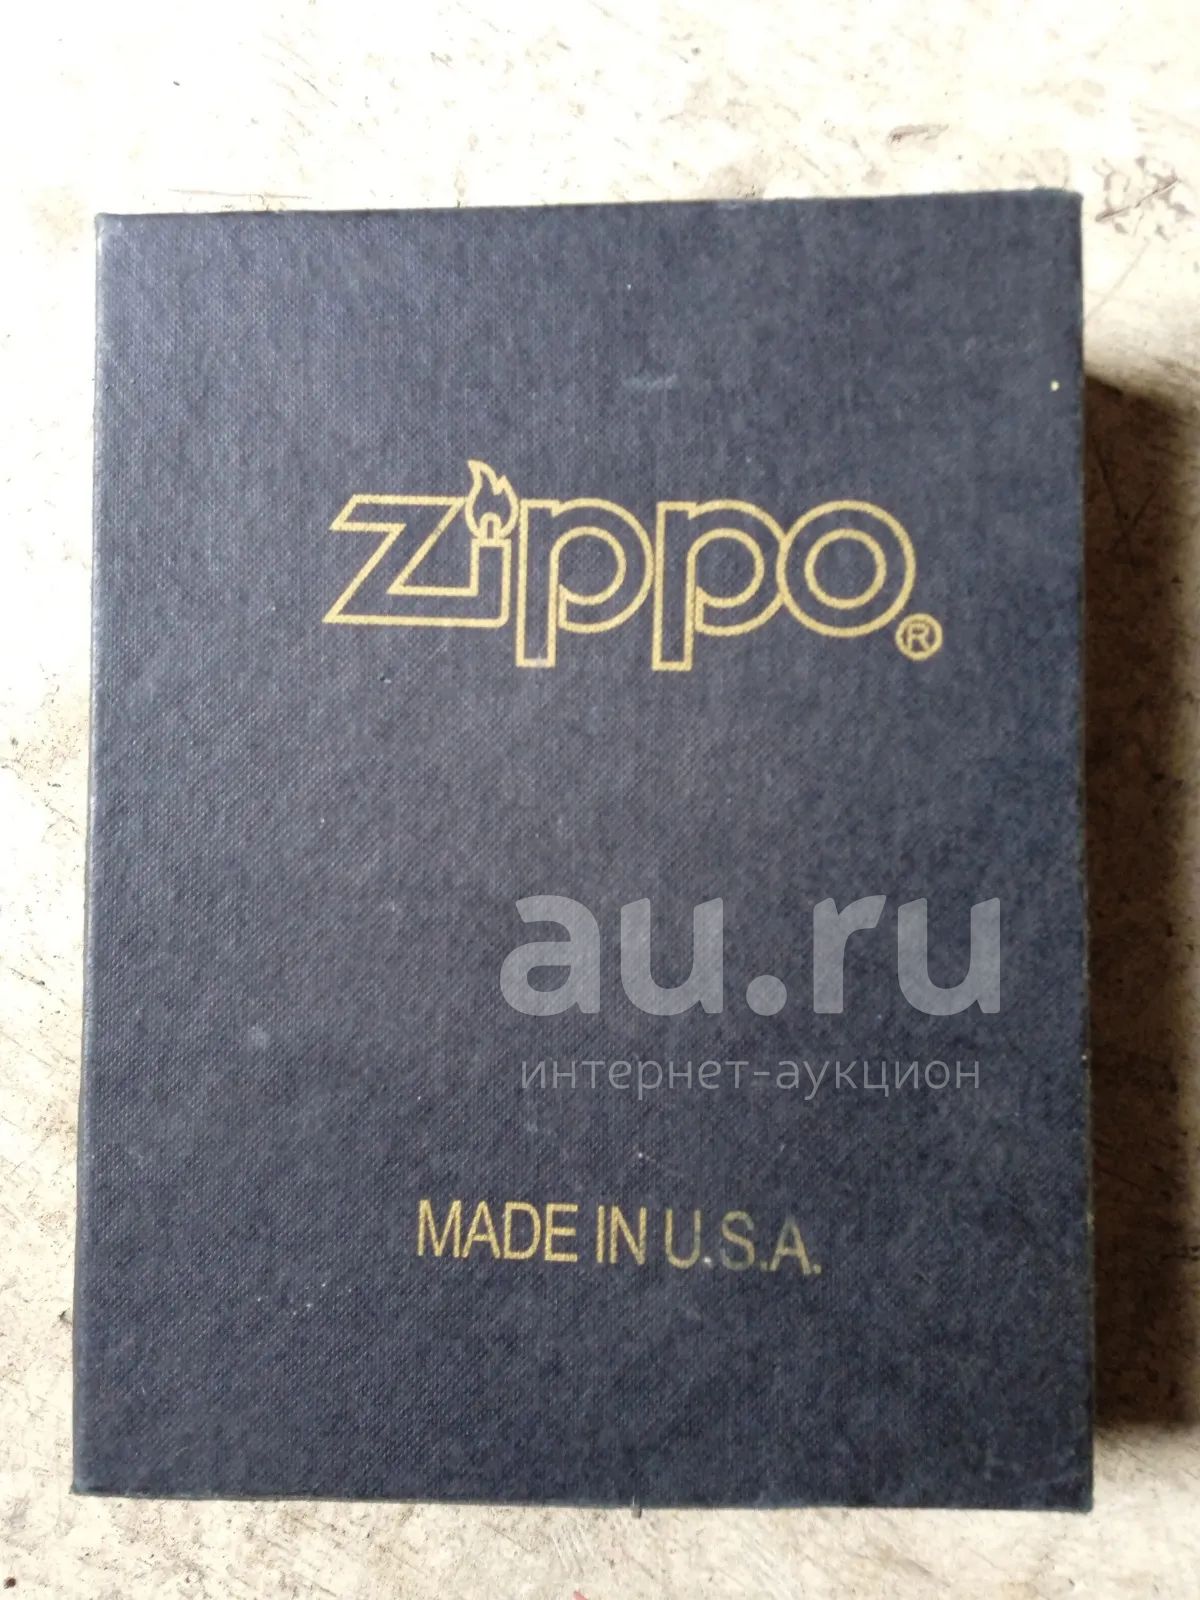 Zippo®
au.ru
интернет-аукцион
MADE IN U.S.A.